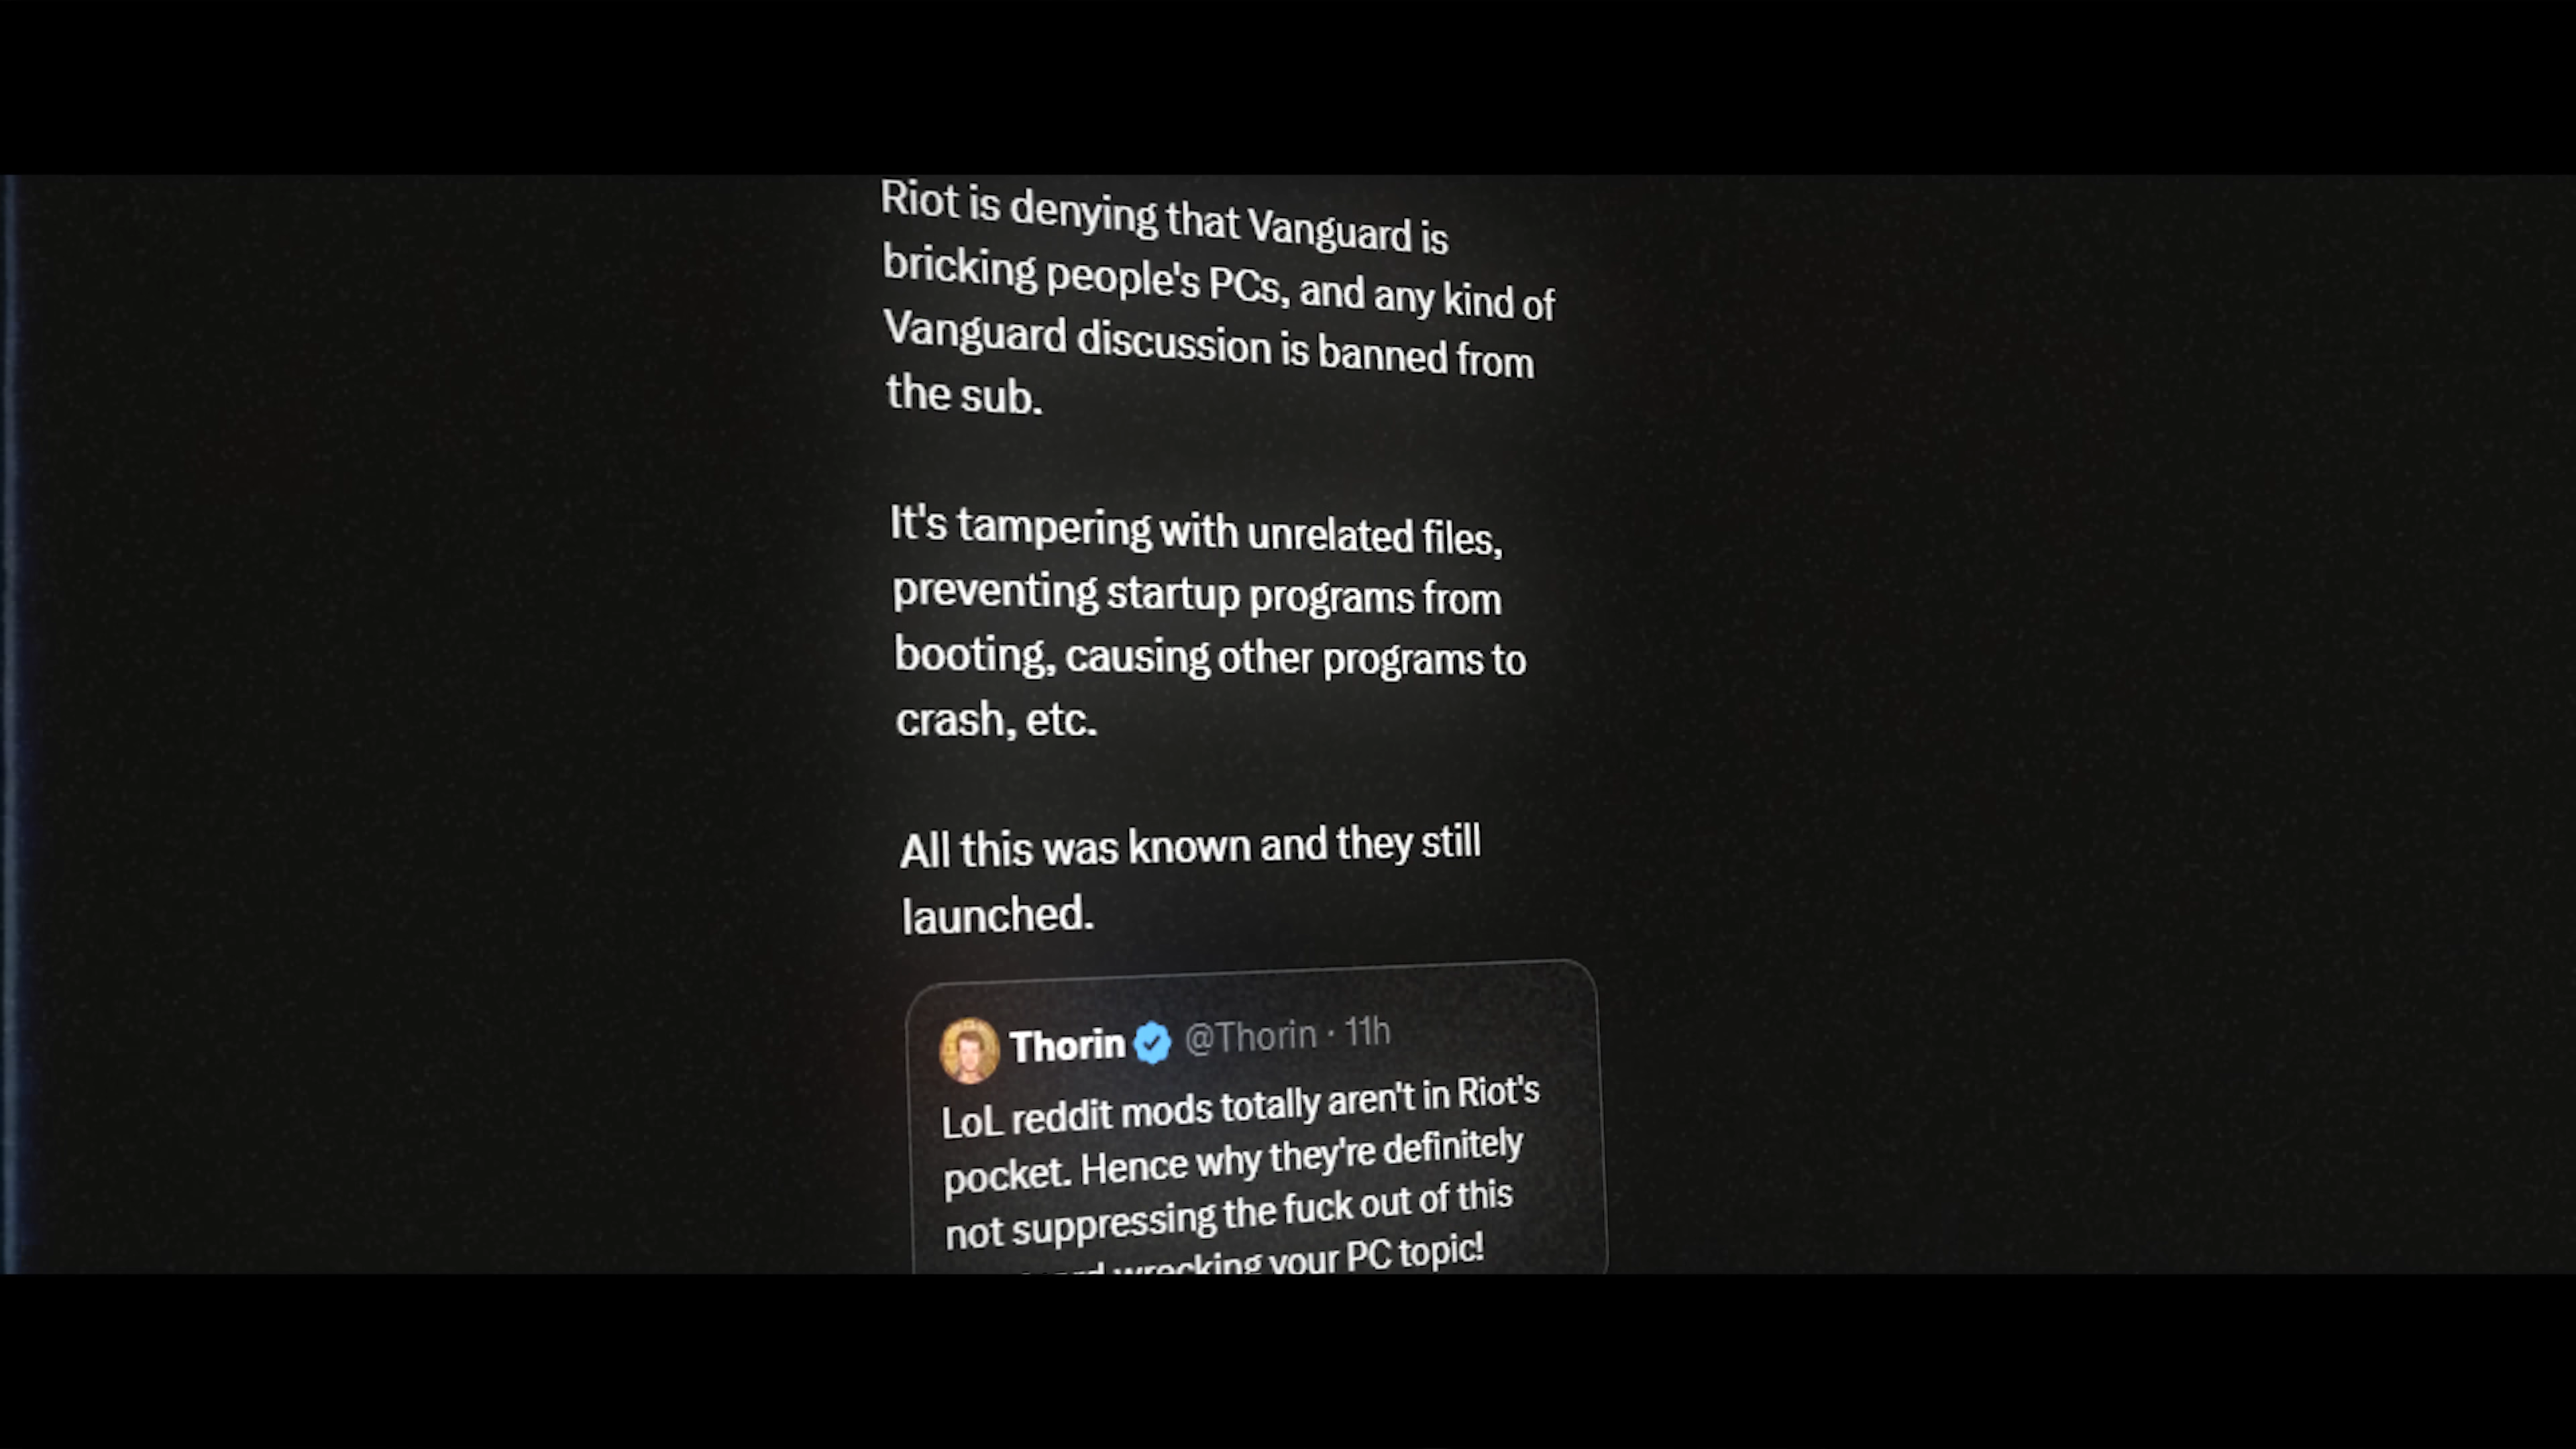 Riot is denying that Vanguard is
bricking people's PCs, and any kind of
Vanguard discussion is banned from
the sub.
It's tampering with unrelated files,
preventing startup programs from
booting, causing other programs to
crash, etc.
All this was known and they still
launched.
Thorin @Thorin · 11h
LoL reddit mods totally aren't in Riot's
pocket. Hence why they're definitely
not suppressing the fuck out of this
wrecking your PC topic!